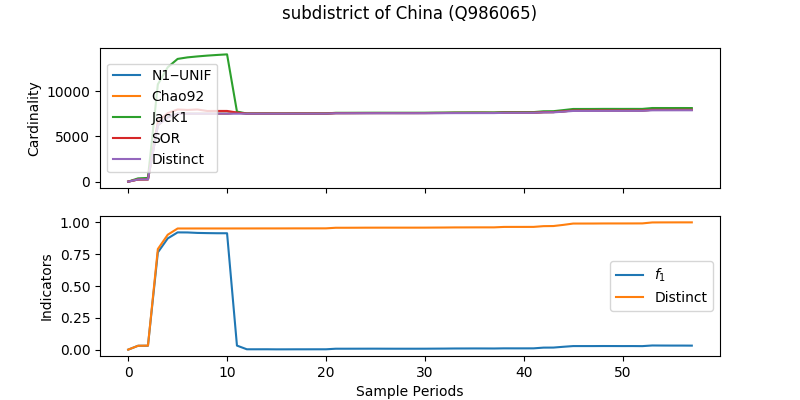 subdistrict of China (Q986065)
Cardinality
10000
5000
0
N1−UNIF
Chao92
Jack1
SOR
Distinct
Indicators
1.00
0.75
0.50
0.25
0.00
f1
Distinct
0 10 20 30 40 50
Sample Periods